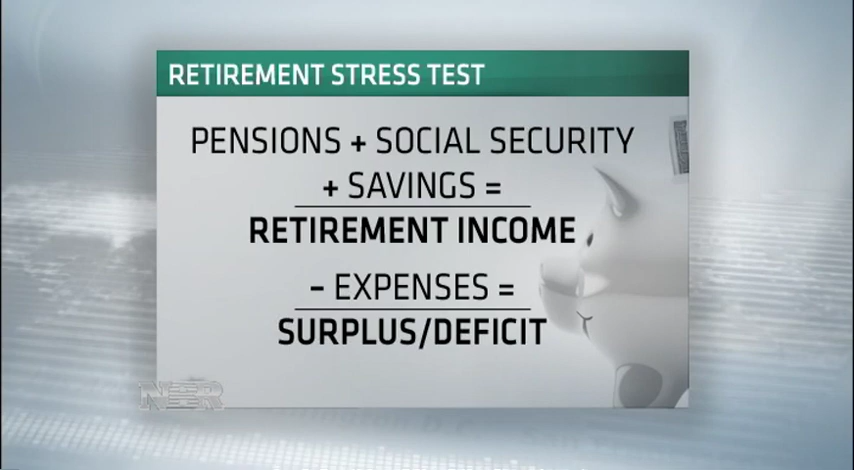 RETIREMENT STRESS TEST
PENSIONS + SOCIAL SECURITY
+ SAVINGS =
RETIREMENT INCOME
- EXPENSES =
SURPLUS/DEFICIT
NBR